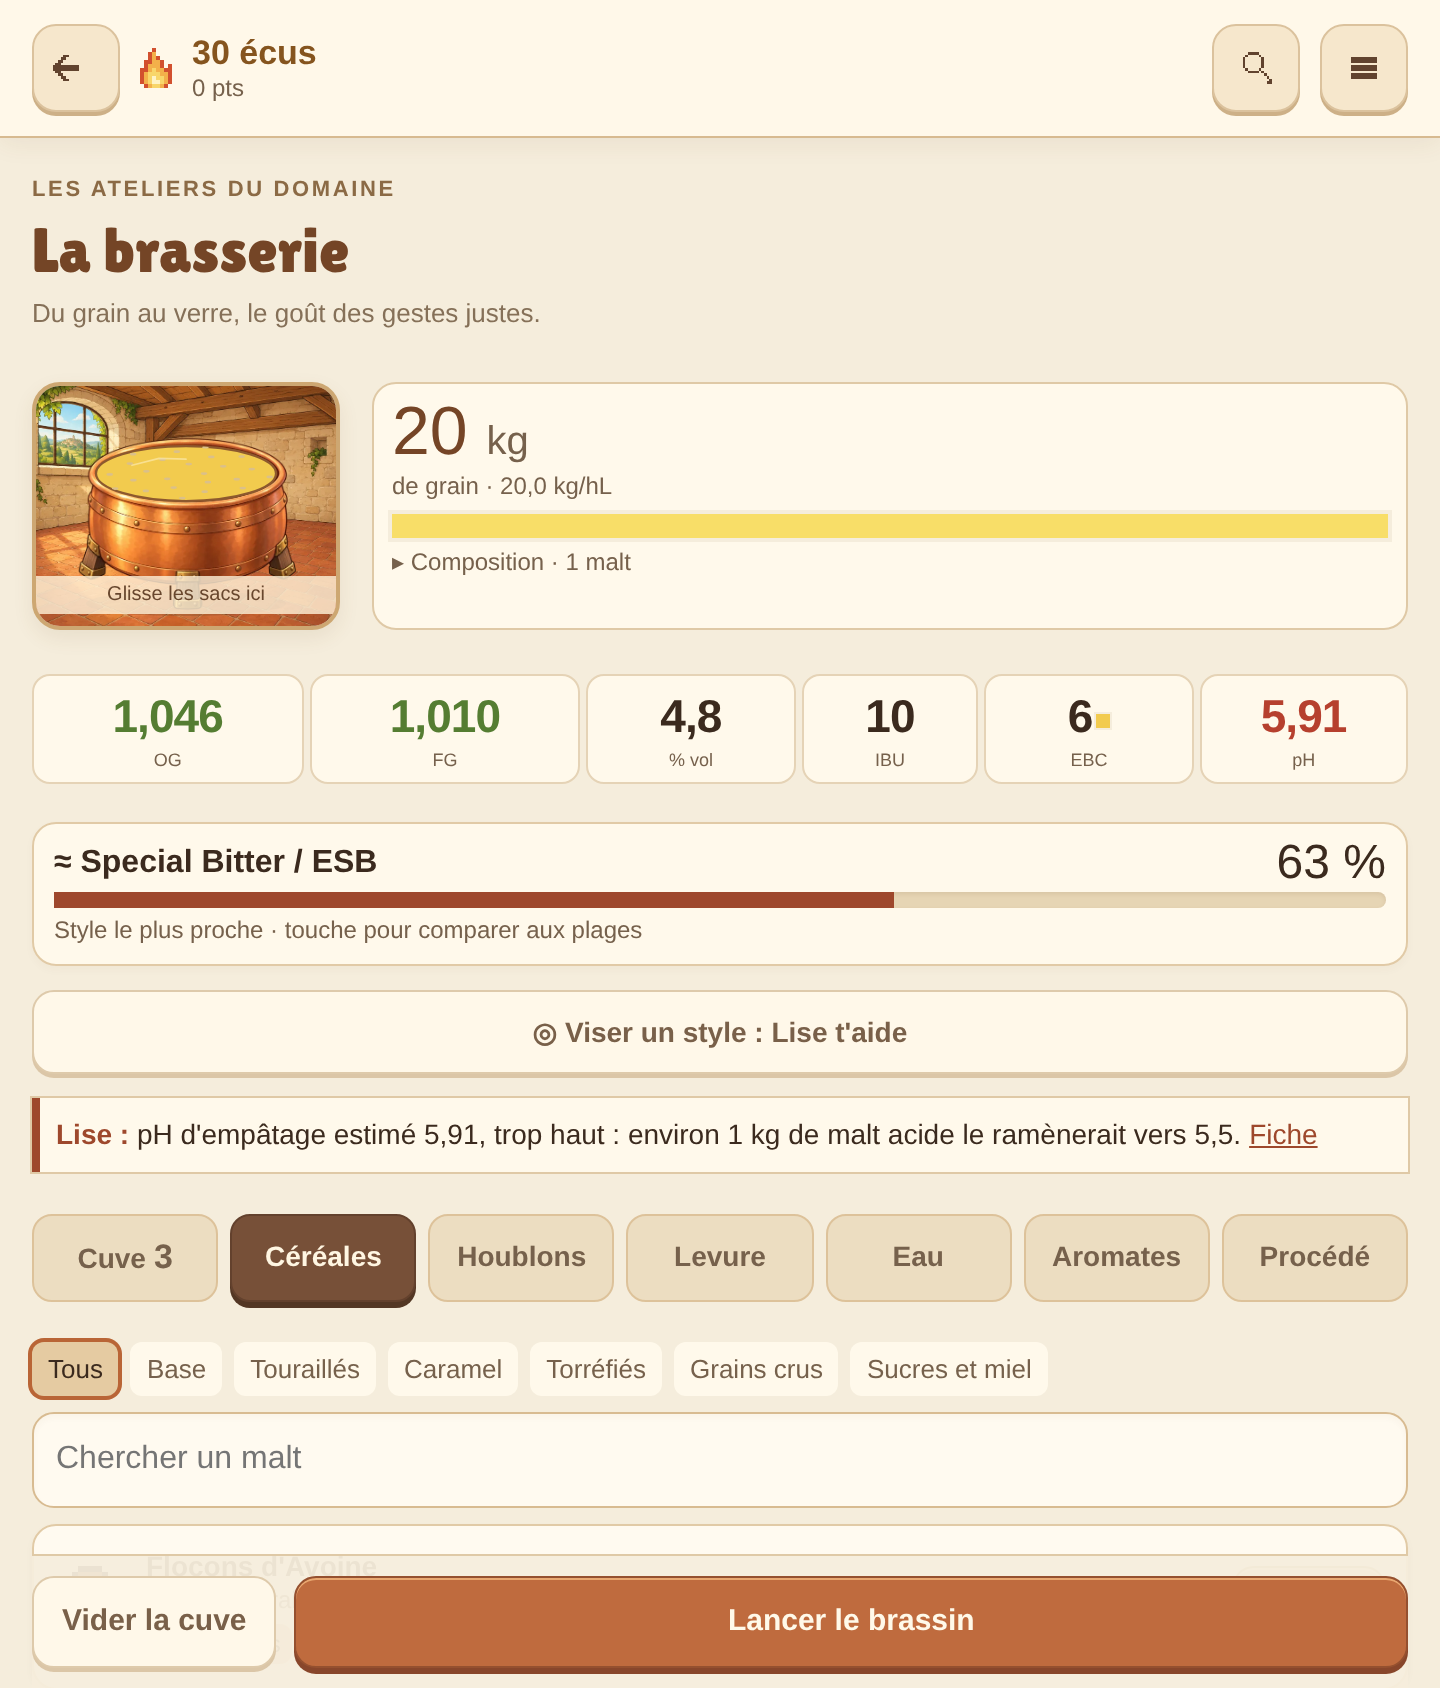 30 écus
0 pts
LES ATELIERS DU DOMAINE
La brasserie
Du grain au verre, le goût des gestes justes.
Glisse les sacs ici
20 kg
de grain · 20,0 kg/hL
▸ Composition · 1 malt
1,046
OG
1,010
FG
4,8
% vol
10
IBU
6
EBC
5,91
pH
≈ Special Bitter / ESB
63 %
Style le plus proche · touche pour comparer aux plages
◎ Viser un style : Lise t'aide
Lise : pH d'empâtage estimé 5,91, trop haut : environ 1 kg de malt acide le ramènerait vers 5,5. Fiche
Cuve 3
Céréales
Houblons
Levure
Eau
Aromates
Procédé
Tous
Base
Touraillés
Caramel
Torréfiés
Grains crus
Sucres et miel
Chercher un malt
Flocons d'Avoine
Vider la cuve
Lancer le brassin